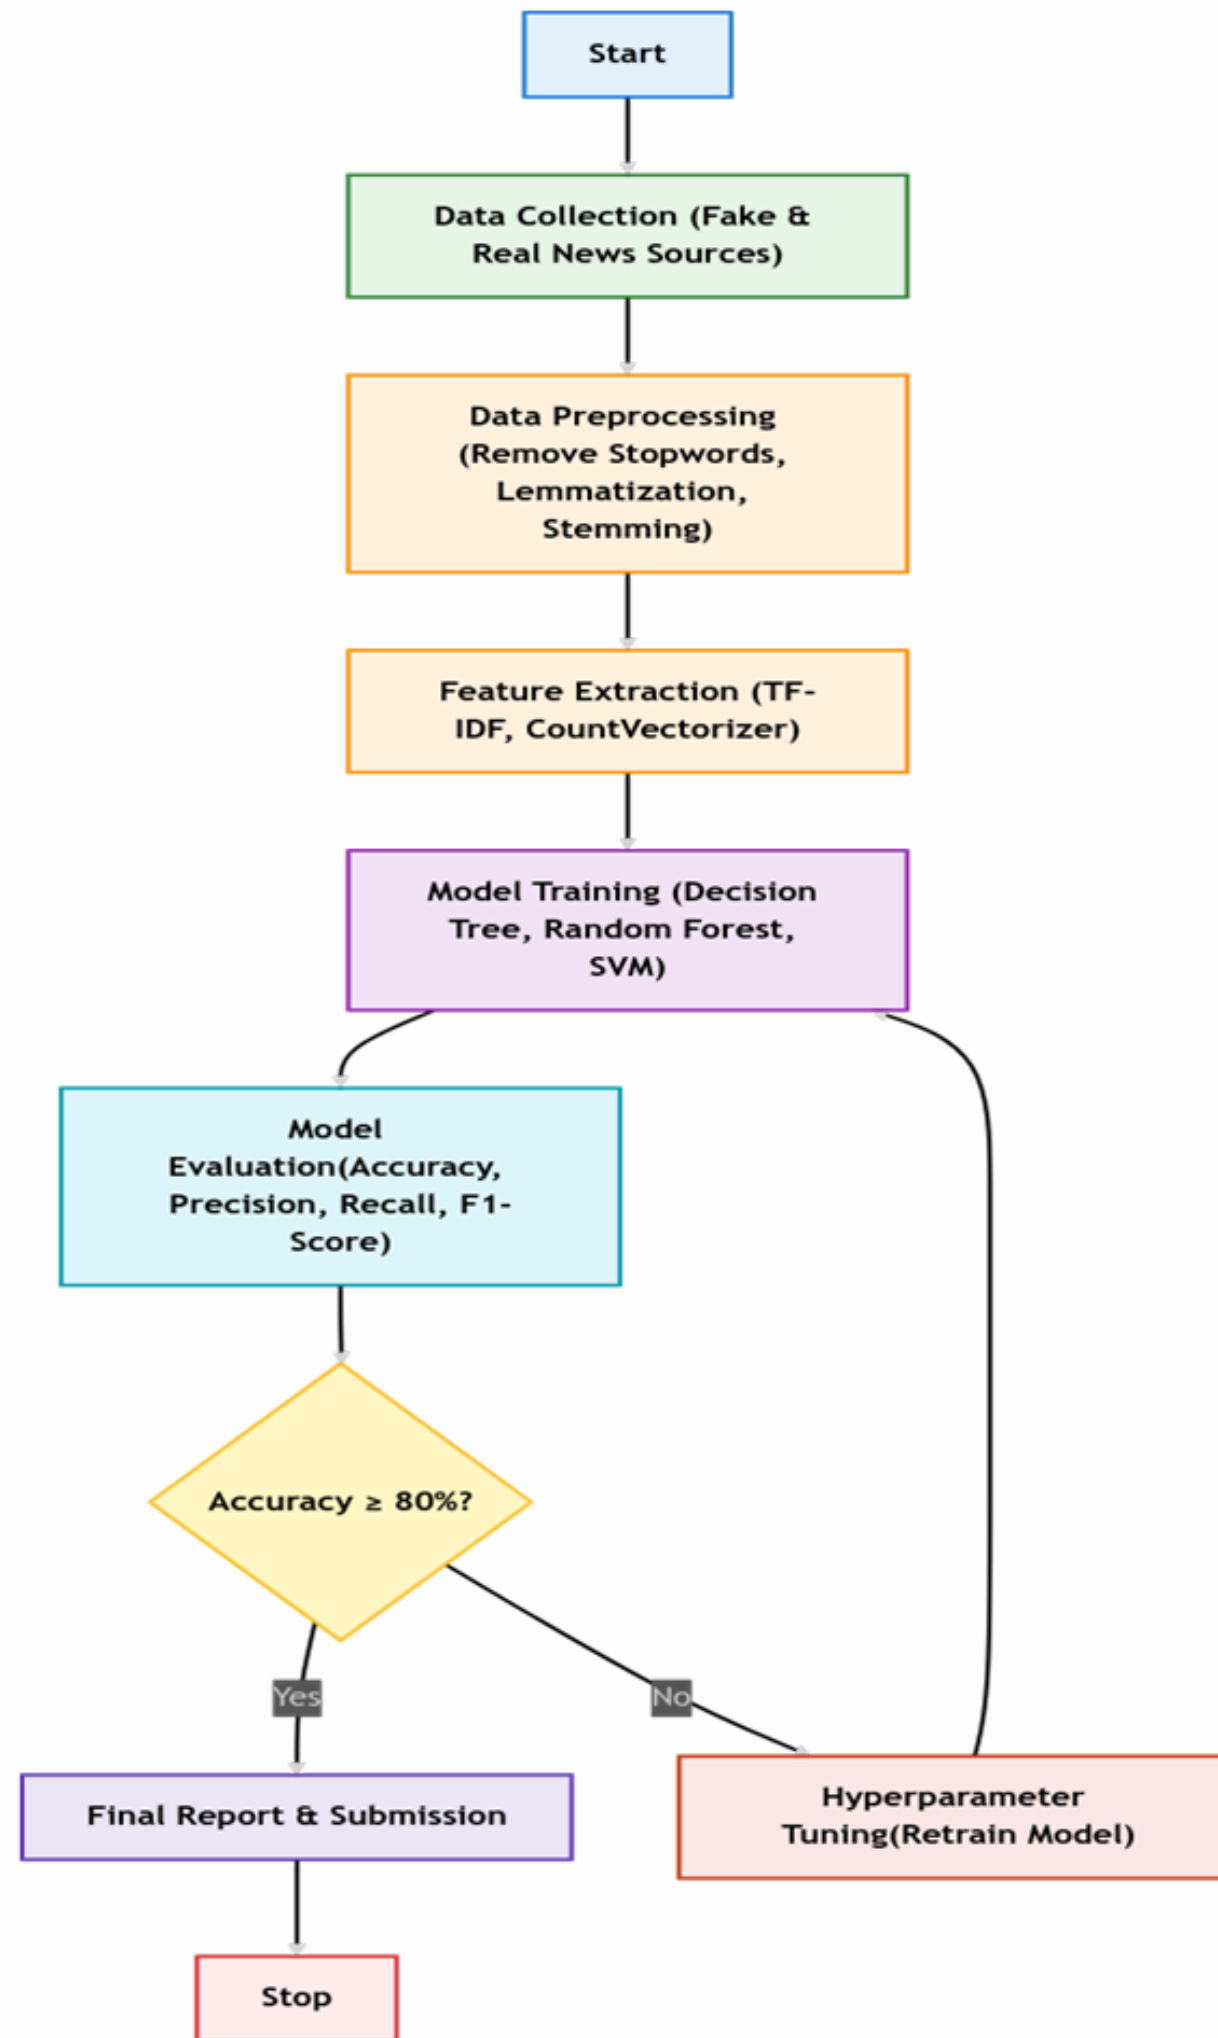 Start
Data Collection (Fake &
Real News Sources)
Data Preprocessing
(Remove Stopwords,
Lemmatization,
Stemming)
Feature Extraction (TF-
IDF, CountVectorizer)
Model Training (Decision
Tree, Random Forest,
SVM)
Model
Evaluation(Accuracy,
Precision, Recall, F1-
Score)
Accuracy ≥ 80%?
Yes
No
Final Report & Submission
Hyperparameter
Tuning(Retrain Model)
Stop